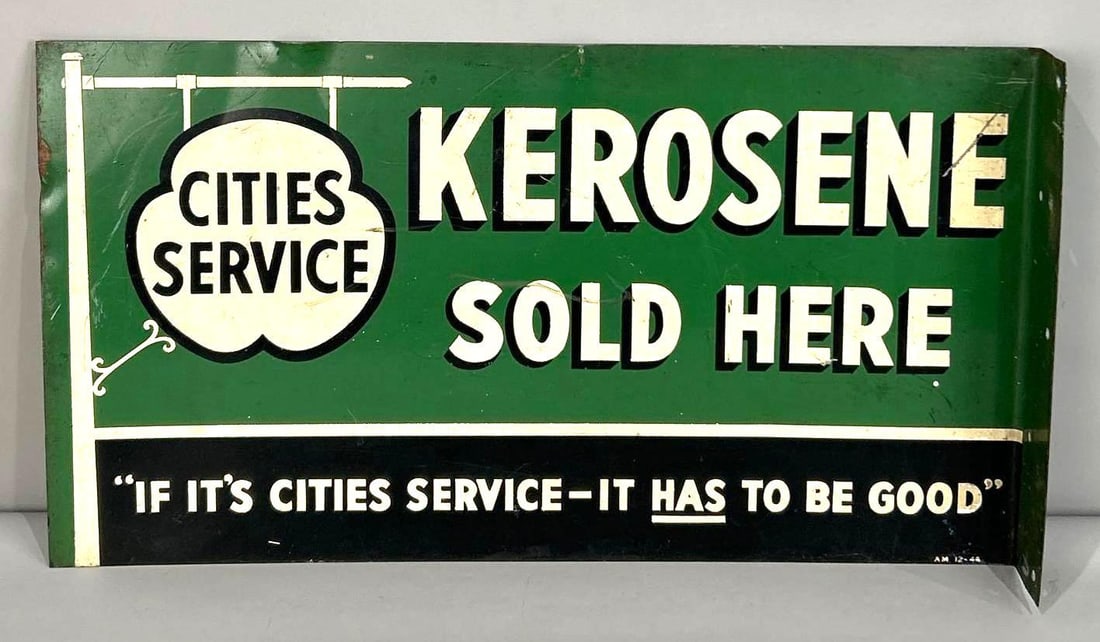 CITIES
SERVICE
KEROSENE
SOLD HERE
"IF IT'S CITIES SERVICE—IT HAS TO BE GOOD"
AM 12-46